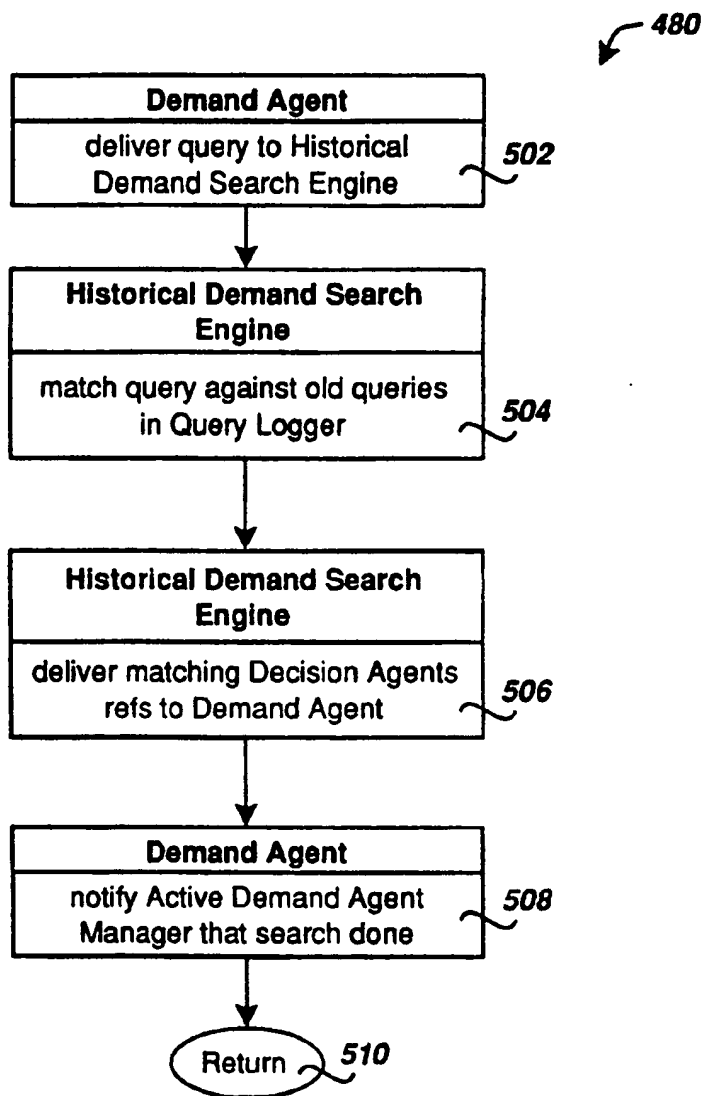 480
Demand Agent
deliver query to Historical
Demand Search Engine
502
Historical Demand Search
Engine
match query against old queries
in Query Logger
504
Historical Demand Search
Engine
deliver matching Decision Agents
refs to Demand Agent
506
Demand Agent
notify Active Demand Agent
Manager that search done
508
Return
510